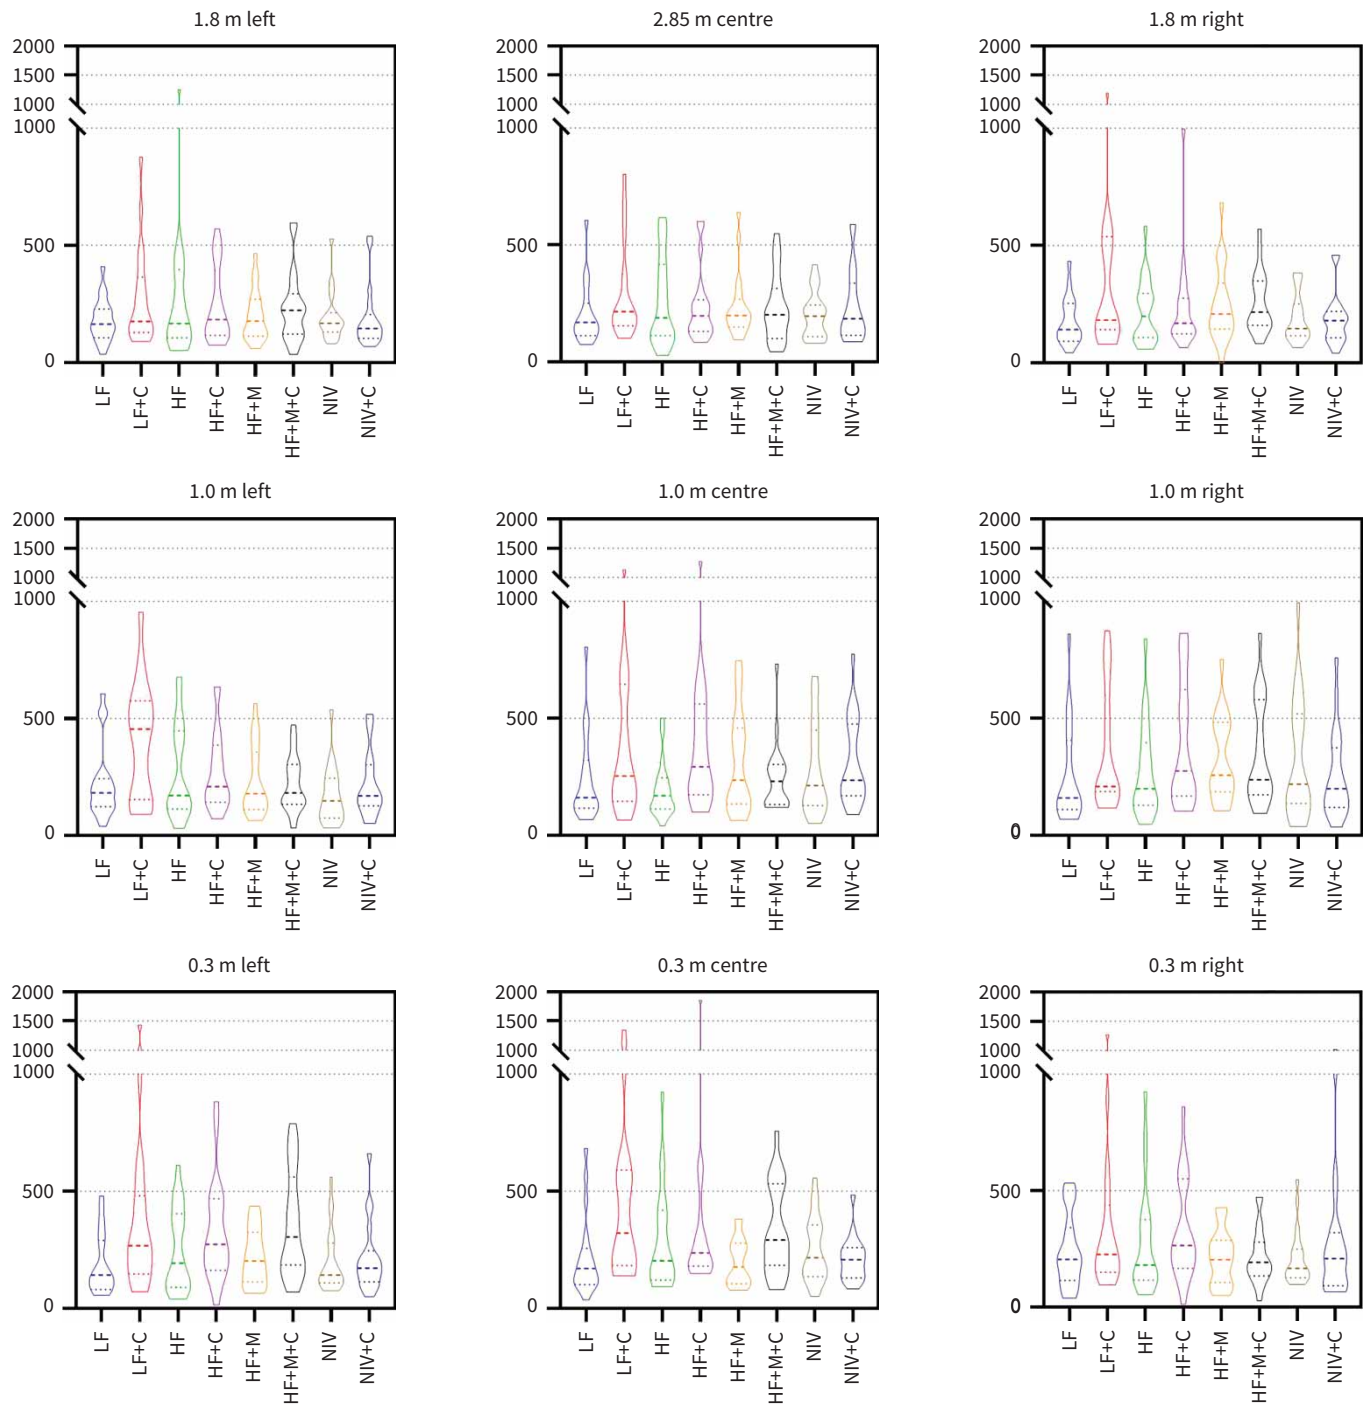 1.8 m left
2.85 m centre
1.8 m right
2000
1500
1000
1000
500
0
LF
LF+C
HF
HF+C
HF+M
HF+M+C
NIV
NIV+C
2000
1500
1000
1000
500
0
LF
LF+C
HF
HF+C
HF+M
HF+M+C
NIV
NIV+C
2000
1500
1000
1000
500
0
LF
LF+C
HF
HF+C
HF+M
HF+M+C
NIV
NIV+C
1.0 m left
1.0 m centre
1.0 m right
2000
1500
1000
1000
500
0
LF
LF+C
HF
HF+C
HF+M
HF+M+C
NIV
NIV+C
2000
1500
1000
1000
500
0
LF
LF+C
HF
HF+C
HF+M
HF+M+C
NIV
NIV+C
2000
1500
1000
1000
500
0
LF
LF+C
HF
HF+C
HF+M
HF+M+C
NIV
NIV+C
0.3 m left
0.3 m centre
0.3 m right
2000
1500
1000
1000
500
0
LF
LF+C
HF
HF+C
HF+M
HF+M+C
NIV
NIV+C
2000
1500
1000
1000
500
0
LF
LF+C
HF
HF+C
HF+M
HF+M+C
NIV
NIV+C
2000
1500
1000
1000
500
0
LF
LF+C
HF
HF+C
HF+M
HF+M+C
NIV
NIV+C